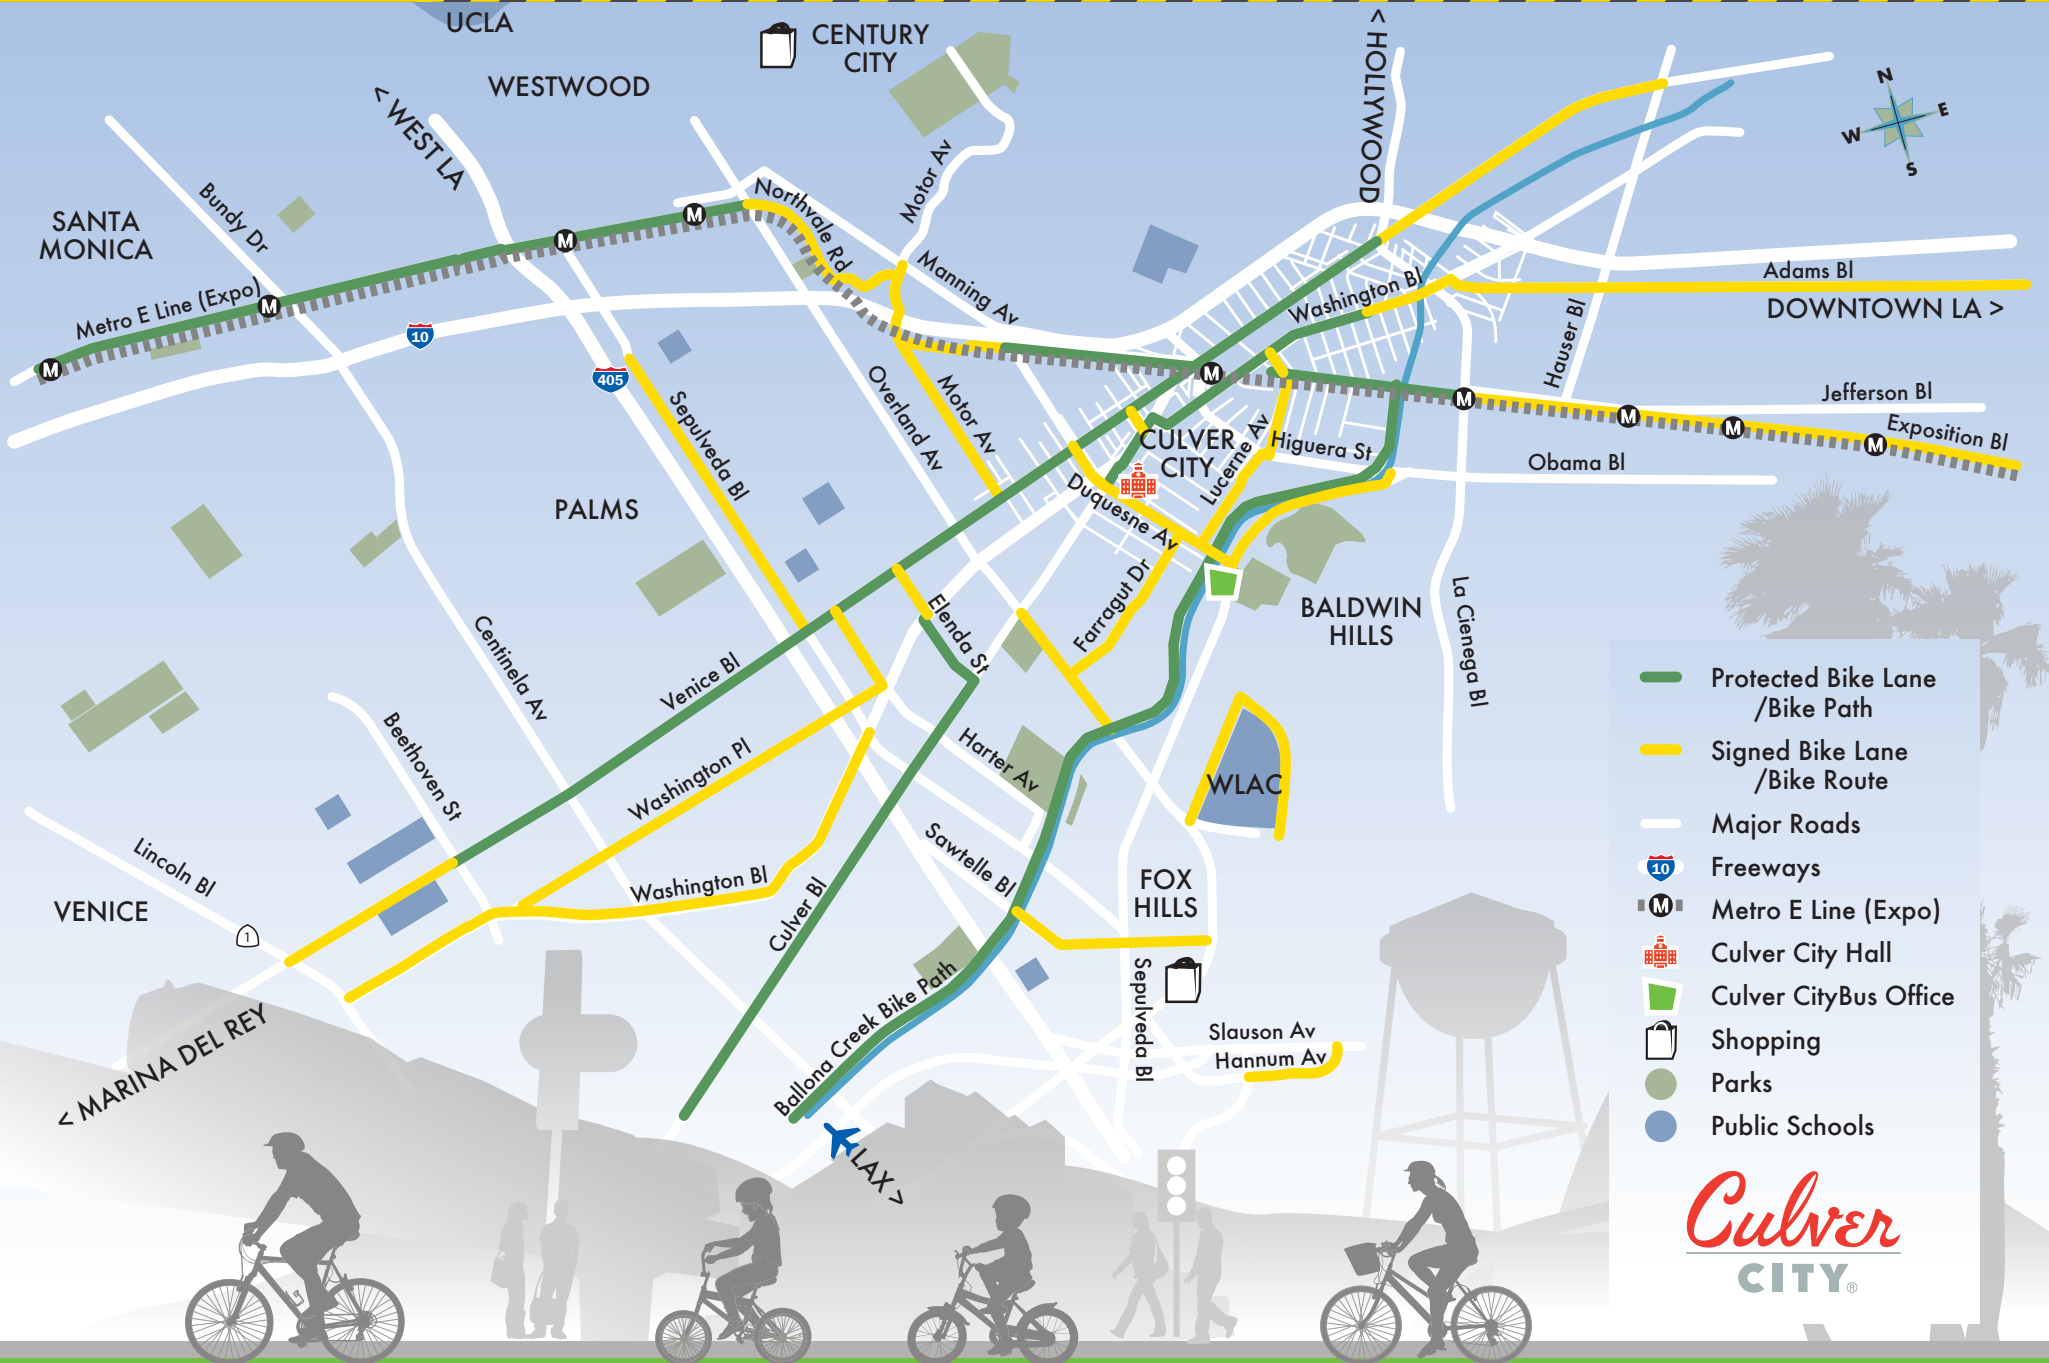 UCLA
CENTURY
CITY
WESTWOOD
< HOLLYWOOD
< WEST LA
N
E
W
S
Motor Av
Bundy Dr
Northvale Rd
SANTA
MONICA
Manning Av
Washington Bl
Adams Bl
DOWNTOWN LA >
Metro E Line (Expo)
M
M
M
M
M
M
M
M
M
10
405
Hauser Bl
Jefferson Bl
Exposition Bl
Sepulveda Bl
Overland Av
Motor Av
CULVER
CITY
Lucerne Av
Higuera St
Obama Bl
PALMS
Duquesne Av
Farragut Dr
BALDWIN
HILLS
La Cienega Bl
Elenda St
Centinela Av
Venice Bl
Beethoven St
Washington Pl
Harter Av
WLAC
Lincoln Bl
Washington Bl
Sawtelle Bl
FOX
HILLS
VENICE
1
Culver Bl
Ballona Creek Bike Path
Sepulveda Bl
Slauson Av
Hannum Av
< MARINA DEL REY
LAX >
Protected Bike Lane
/Bike Path
Signed Bike Lane
/Bike Route
Major Roads
10
Freeways
M
Metro E Line (Expo)
Culver City Hall
Culver CityBus Office
Shopping
Parks
Public Schools
Culver
CITY®